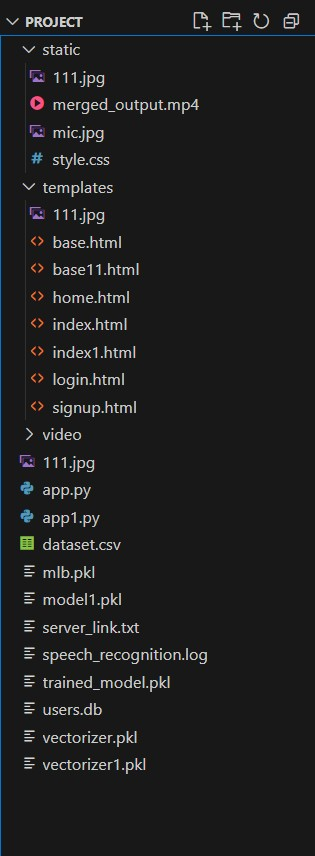 PROJECT
static
111.jpg
merged_output.mp4
mic.jpg
style.css
templates
111.jpg
base.html
base11.html
home.html
index.html
index1.html
login.html
signup.html
video
111.jpg
app.py
app1.py
dataset.csv
mlb.pkl
model1.pkl
server_link.txt
speech_recognition.log
trained_model.pkl
users.db
vectorizer.pkl
vectorizer1.pkl